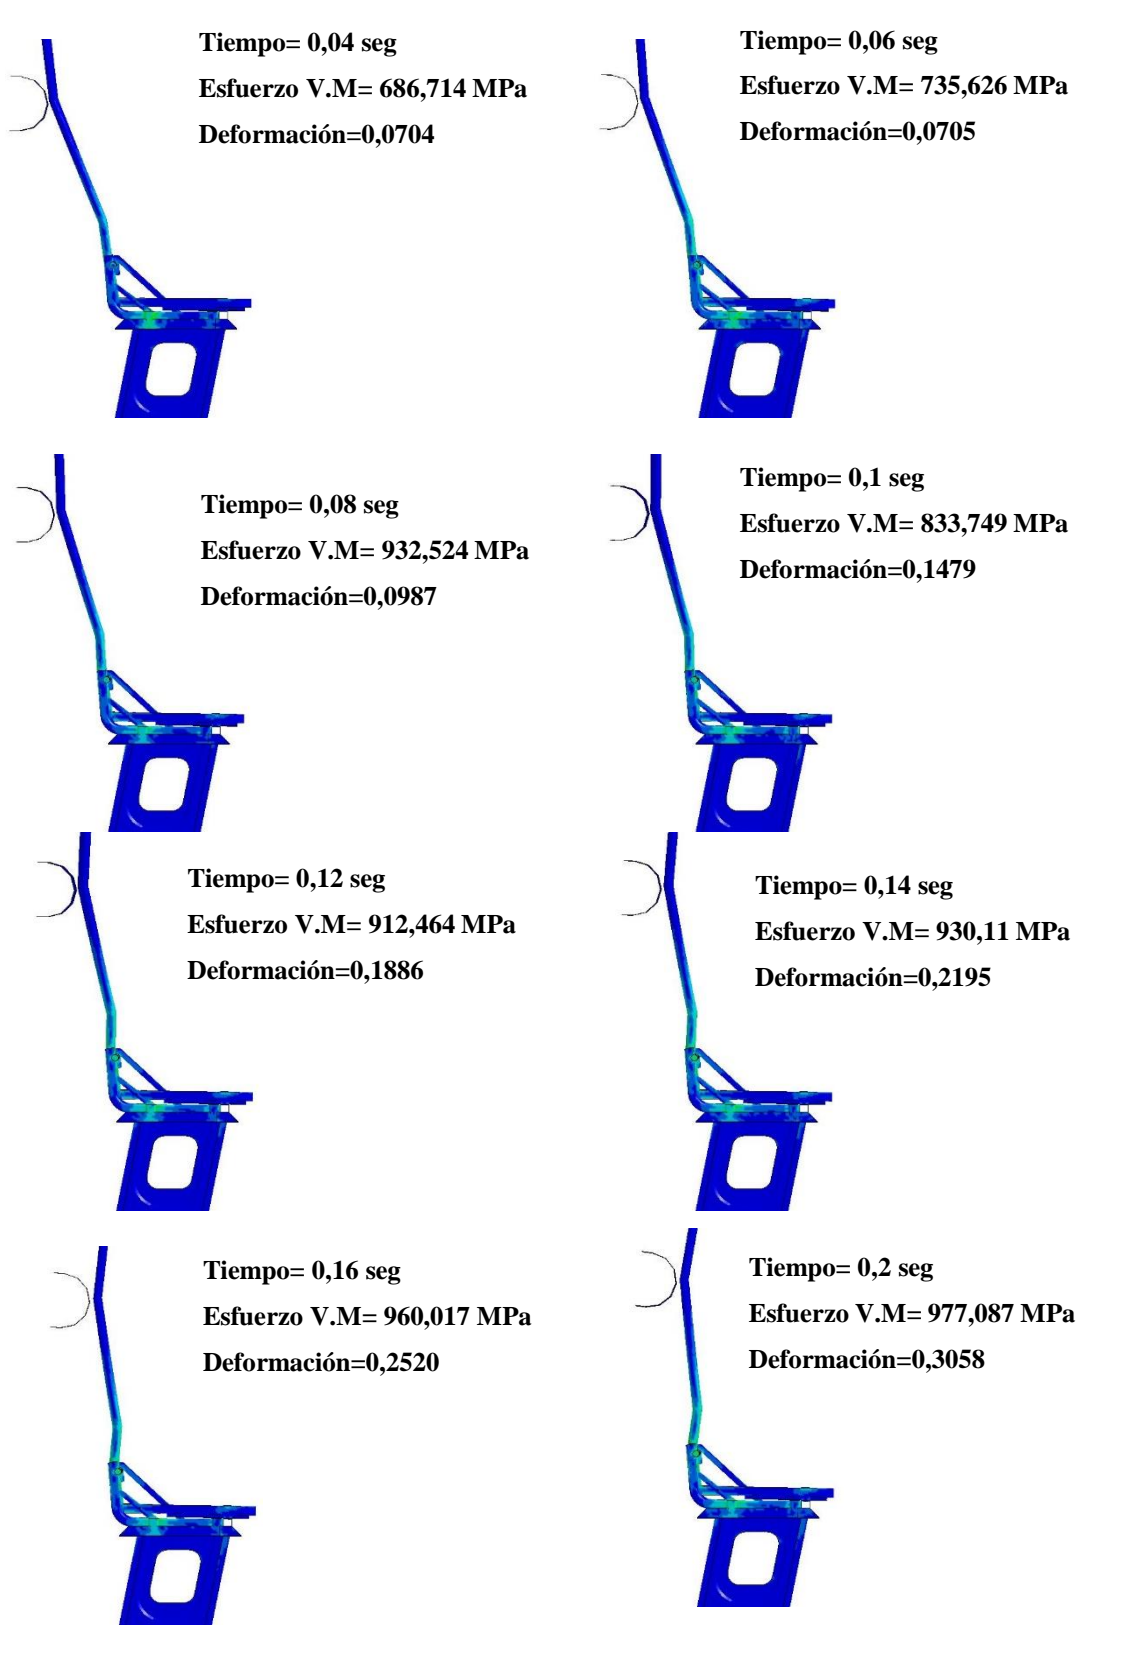 Tiempo= 0,04 seg
Esfuerzo V.M= 686,714 MPa
Deformación=0,0704
Tiempo= 0,06 seg
Esfuerzo V.M= 735,626 MPa
Deformación=0,0705
Tiempo= 0,08 seg
Esfuerzo V.M= 932,524 MPa
Deformación=0,0987
Tiempo= 0,1 seg
Esfuerzo V.M= 833,749 MPa
Deformación=0,1479
Tiempo= 0,12 seg
Esfuerzo V.M= 912,464 MPa
Deformación=0,1886
Tiempo= 0,14 seg
Esfuerzo V.M= 930,11 MPa
Deformación=0,2195
Tiempo= 0,16 seg
Esfuerzo V.M= 960,017 MPa
Deformación=0,2520
Tiempo= 0,2 seg
Esfuerzo V.M= 977,087 MPa
Deformación=0,3058